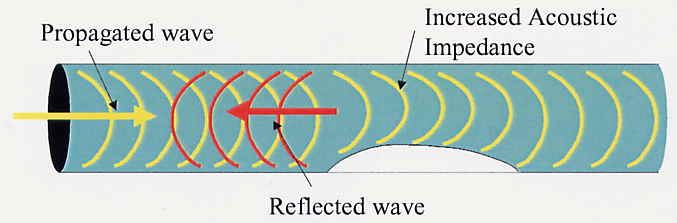 Propagated wave
Increased Acoustic
Impedance
Reflected wave